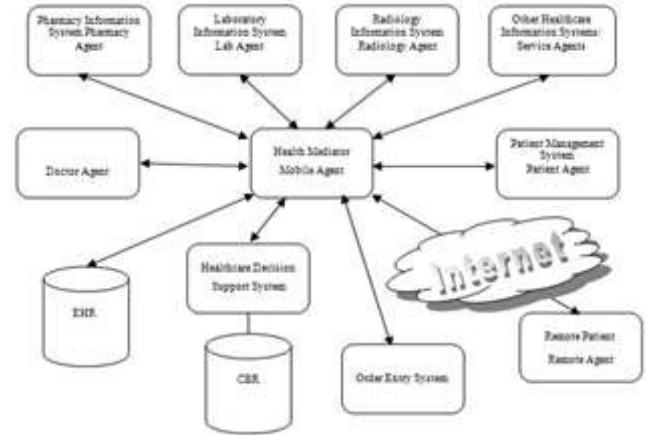 Pharmacy Information
System Pharmacy
Agent
Laboratory
Information System
Lab Agent
Radiology
Information System
Radiology Agent
Other Healthcare
Information Systems
Service Agents
Doctor Agent
Health Mediator
Mobile Agent
Patient Management
System
Patient Agent
Internet
EHR
Healthcare Decision
Support System
CBR
Order Entry System
Remote Patient
Remote Agent